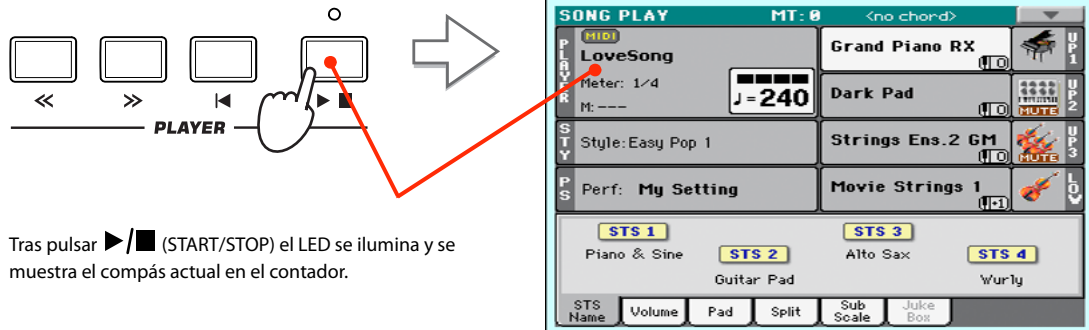 PLAYER
Tras pulsar ▶/■ (START/STOP) el LED se ilumina y se
muestra el compás actual en el contador.
SONG PLAY MT: 0 <no chord>
PLAYER
MIDI
LoveSong
Meter: 1/4
♩=240
M:---
STY
Style:Easy Pop 1
PS
Perf: My Setting
Grand Piano RX
0
UP1
Dark Pad
0
MUTE
UP2
Strings Ens.2 GM
0
MUTE
UP3
Movie Strings 1
+1
LOW
STS 1
Piano & Sine
STS 2
Guitar Pad
STS 3
Alto Sax
STS 4
Wurly
STS Name
Volume
Pad
Split
Sub Scale
Juke Box